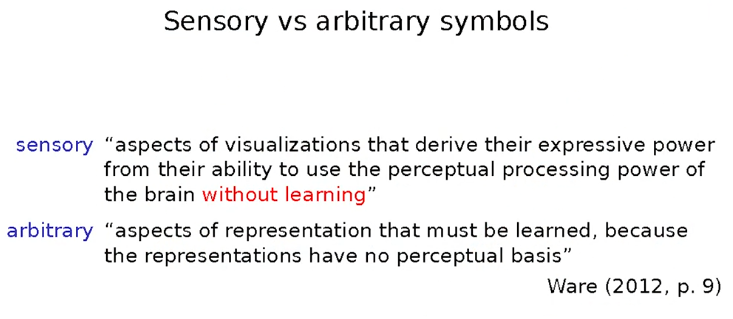 Sensory vs arbitrary symbols
sensory “aspects of visualizations that derive their expressive power
from their ability to use the perceptual processing power of
the brain without learning”
arbitrary “aspects of representation that must be learned, because
the representations have no perceptual basis”
Ware (2012, p. 9)